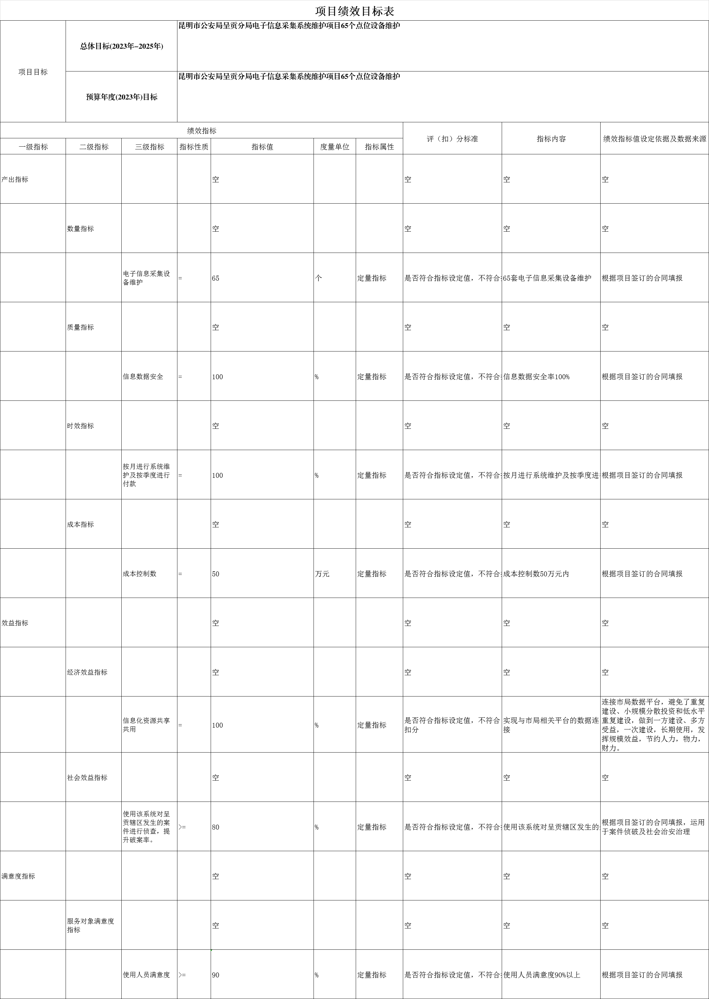 项目绩效目标表
项目目标
总体目标(2023年-2025年)
昆明市公安局呈贡分局电子信息采集系统维护项目65个点位设备维护
预算年度(2023年)目标
昆明市公安局呈贡分局电子信息采集系统维护项目65个点位设备维护
绩效指标
评（扣）分标准
指标内容
绩效指标值设定依据及数据来源
一级指标
二级指标
三级指标
指标性质
指标值
度量单位
指标属性
产出指标
空
空
空
空
数量指标
空
空
空
空
电子信息采集设
备维护
=
65
个
定量指标
是否符合指标设定值，不符合
65套电子信息采集设备维护
根据项目签订的合同填报
质量指标
空
空
空
空
信息数据安全
=
100
%
定量指标
是否符合指标设定值，不符合
信息数据安全率100%
根据项目签订的合同填报
时效指标
空
空
空
空
按月进行系统维
护及按季度进行
付款
=
100
%
定量指标
是否符合指标设定值，不符合
按月进行系统维护及按季度进
根据项目签订的合同填报
成本指标
空
空
空
空
成本控制数
=
50
万元
定量指标
是否符合指标设定值，不符合
成本控制数50万元内
根据项目签订的合同填报
效益指标
空
空
空
空
经济效益指标
空
空
空
空
信息化资源共享
共用
=
100
%
定量指标
是否符合指标设定值，不符合
扣分
实现与市局相关平台的数据连
接
连接市局数据平台，避免了重复
建设、小规模分散投资和低水平
重复建设，做到一方建设、多方
受益，一次建设，长期使用，发
挥规模效益，节约人力，物力，
财力。
社会效益指标
空
空
空
空
使用该系统对呈
贡辖区发生的案
件进行侦查，提
升破案率。
>=
80
%
定量指标
是否符合指标设定值，不符合
使用该系统对呈贡辖区发生的
根据项目签订的合同填报，运用
于案件侦破及社会治安治理
满意度指标
空
空
空
空
服务对象满意度
指标
空
空
空
空
使用人员满意度
>=
90
%
定量指标
是否符合指标设定值，不符合
使用人员满意度90%以上
根据项目签订的合同填报